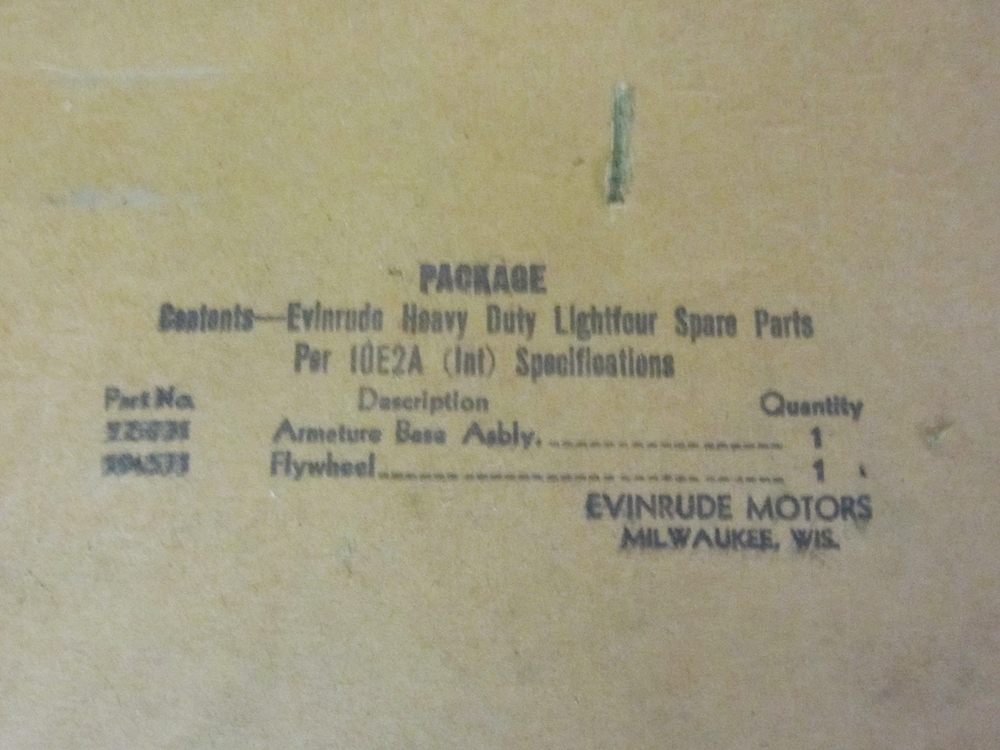 PACKAGE
Contents—Evinrude Heavy Duty Lightfour Spare Parts
Per 10E2A (Int) Specifications
Part No. Description Quantity
Armeture Base Asbly. 1
Flywheel 1
EVINRUDE MOTORS
MILWAUKEE, WIS.